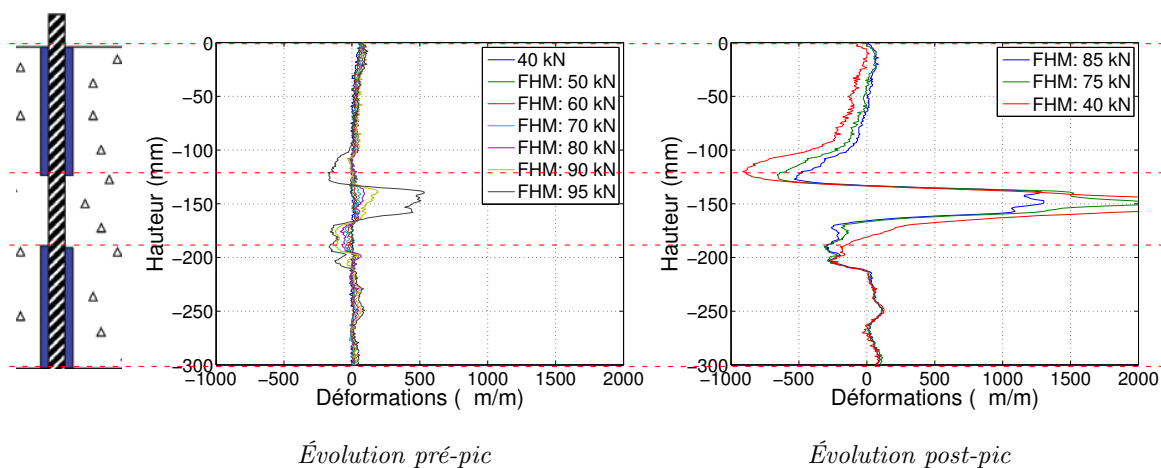 0
−50
−100
−150
−200
−250
−300
Hauteur (mm)
−1000
−500
0
500
1000
1500
2000
Déformations ( m/m)
40 kN
FHM: 50 kN
FHM: 60 kN
FHM: 70 kN
FHM: 80 kN
FHM: 90 kN
FHM: 95 kN
Évolution pré-pic
0
−50
−100
−150
−200
−250
−300
Hauteur (mm)
−1000
−500
0
500
1000
1500
2000
Déformations ( m/m)
FHM: 85 kN
FHM: 75 kN
FHM: 40 kN
Évolution post-pic